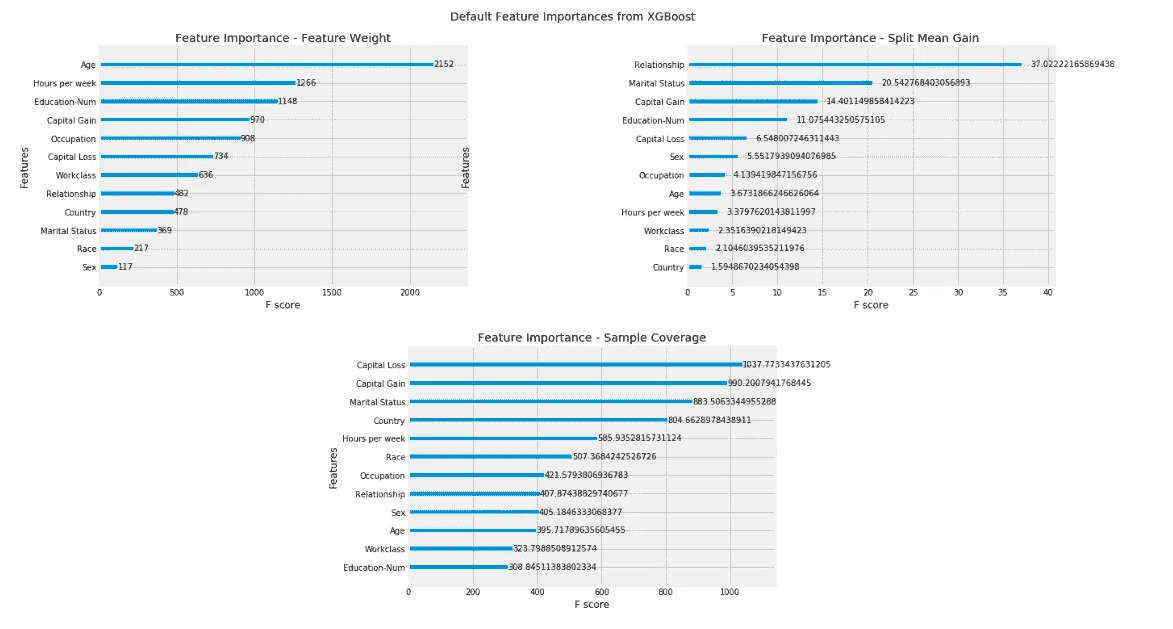 Default Feature Importances from XGBoost
Feature Importance - Feature Weight
Features
Age 2152
Hours per week 1266
Education-Num 1148
Capital Gain 970
Occupation 908
Capital Loss 734
Workclass 636
Relationship 482
Country 478
Marital Status 369
Race 217
Sex 117
0 500 1000 1500 2000
F score
Feature Importance - Split Mean Gain
Features
Relationship 37.02222165869438
Marital Status 20.542768403056893
Capital Gain 14.401149858414223
Education-Num 11.075443250575105
Capital Loss 6.548007246311443
Sex 5.5517939094076985
Occupation 4.139419847156756
Age 3.6731866246626064
Hours per week 3.3797620143811997
Workclass 2.3516390218149423
Race 2.1046039535211976
Country 1.5948670234054398
0 5 10 15 20 25 30 35 40
F score
Feature Importance - Sample Coverage
Features
Capital Loss 1037.7733437631205
Capital Gain 990.2007941768445
Marital Status 883.5063344955288
Country 804.6628978438911
Hours per week 585.9352815731124
Race 507.3684242526726
Occupation 421.5793806936783
Relationship 407.87438829740677
Sex 405.1846333068377
Age 395.71789635605455
Workclass 323.7988508912574
Education-Num 308.84511383802334
0 200 400 600 800 1000
F score